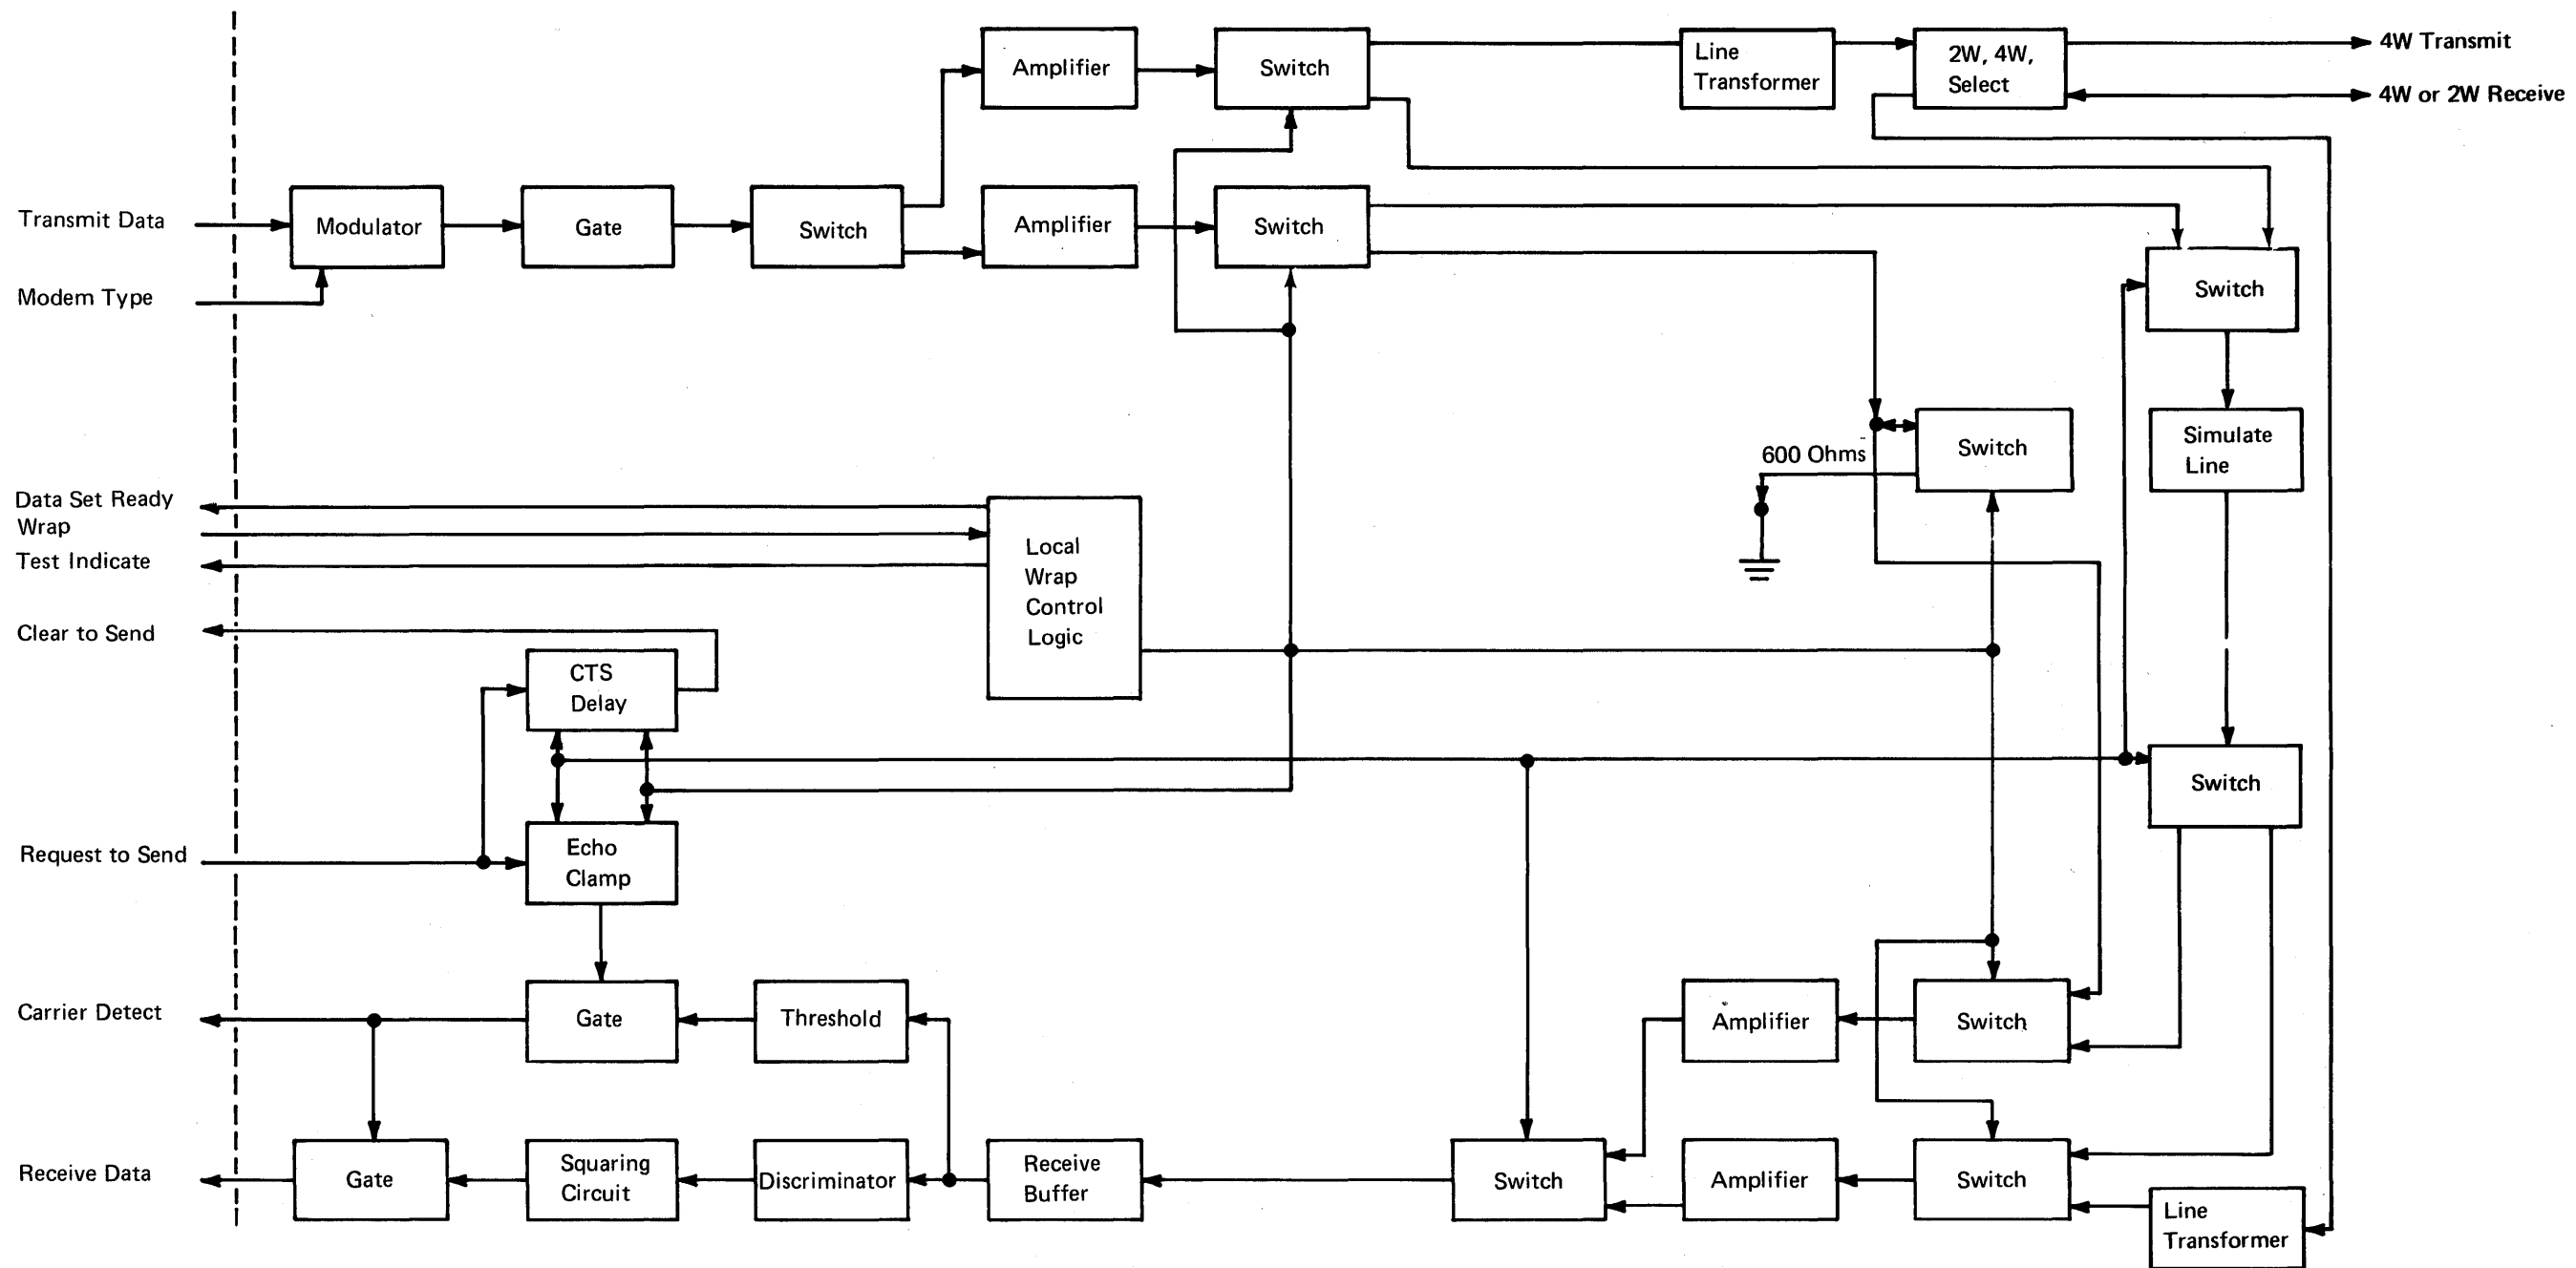 Amplifier
Switch
Line
Transformer
2W, 4W,
Select
4W Transmit
4W or 2W Receive
Transmit Data
Modem Type
Modulator
Gate
Switch
Amplifier
Switch
Switch
600 Ohms
Switch
Simulate
Line
Data Set Ready
Wrap
Test Indicate
Local
Wrap
Control
Logic
Clear to Send
CTS
Delay
Switch
Request to Send
Echo
Clamp
Carrier Detect
Gate
Threshold
Amplifier
Switch
Receive Data
Gate
Squaring
Circuit
Discriminator
Receive
Buffer
Switch
Amplifier
Switch
Line
Transformer